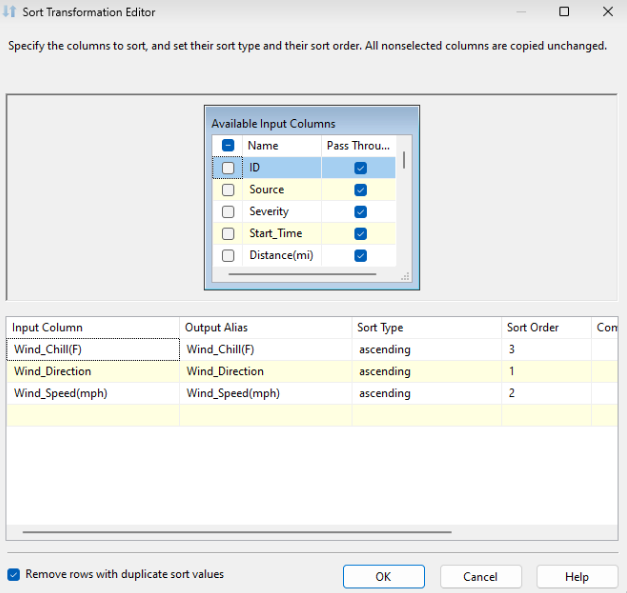 Sort Transformation Editor
Specify the columns to sort, and set their sort type and their sort order. All nonselected columns are copied unchanged.
Available Input Columns
Name Pass Throu...
ID
Source
Severity
Start_Time
Distance(mi)
Input Column Output Alias Sort Type Sort Order Com
Wind_Chill(F) Wind_Chill(F) ascending 3
Wind_Direction Wind_Direction ascending 1
Wind_Speed(mph) Wind_Speed(mph) ascending 2
Remove rows with duplicate sort values OK Cancel Help